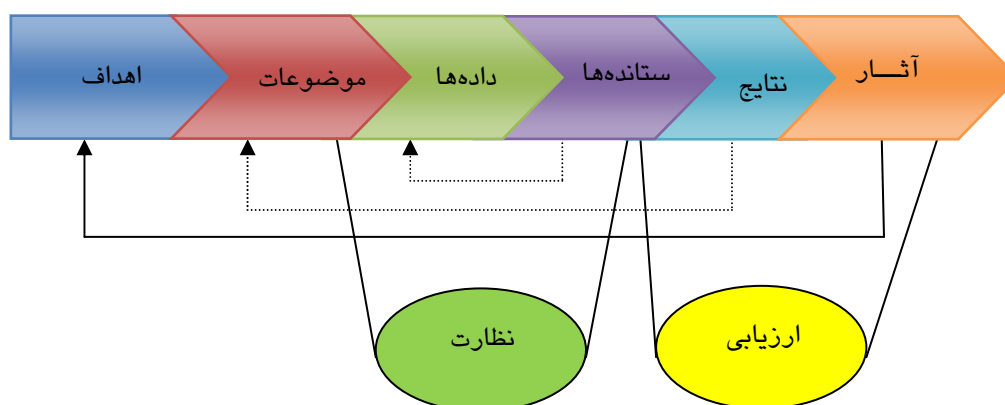 اهداف
موضوعات
داده‌ها
ستانده‌ها
نتایج
آثـــار
نظارت
ارزیابی